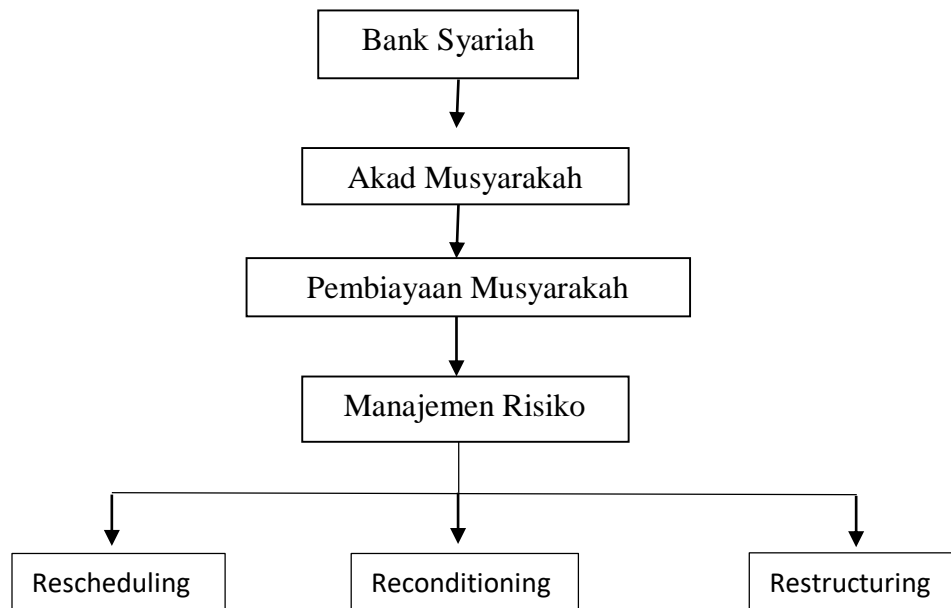 Bank Syariah
Akad Musyarakah
Pembiayaan Musyarakah
Manajemen Risiko
Rescheduling
Reconditioning
Restructuring